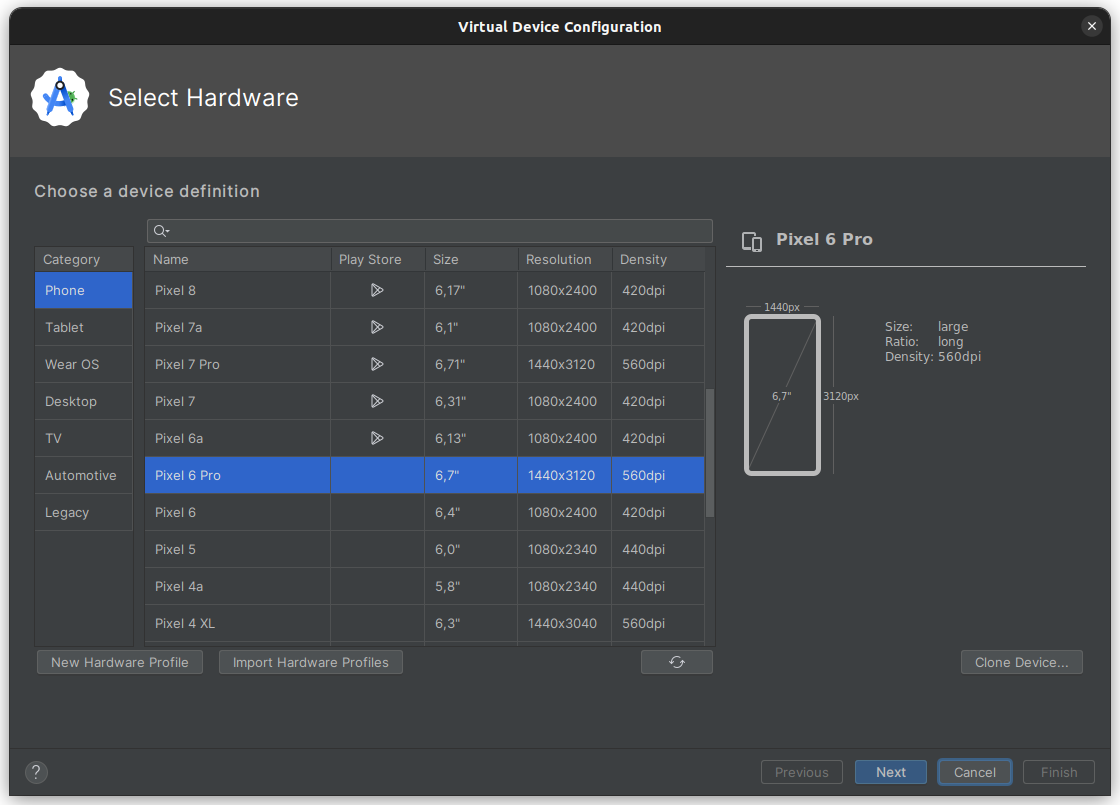 Virtual Device Configuration
Select Hardware
Choose a device definition
Category
Phone
Tablet
Wear OS
Desktop
TV
Automotive
Legacy
Name Play Store Size Resolution Density
Pixel 8 6,17" 1080x2400 420dpi
Pixel 7a 6,1" 1080x2400 420dpi
Pixel 7 Pro 6,71" 1440x3120 560dpi
Pixel 7 6,31" 1080x2400 420dpi
Pixel 6a 6,13" 1080x2400 420dpi
Pixel 6 Pro 6,7" 1440x3120 560dpi
Pixel 6 6,4" 1080x2400 420dpi
Pixel 5 6,0" 1080x2340 440dpi
Pixel 4a 5,8" 1080x2340 440dpi
Pixel 4 XL 6,3" 1440x3040 560dpi
Pixel 6 Pro
1440px
6,7"
3120px
Size: large
Ratio: long
Density: 560dpi
New Hardware Profile Import Hardware Profiles Clone Device...
? Previous Next Cancel Finish